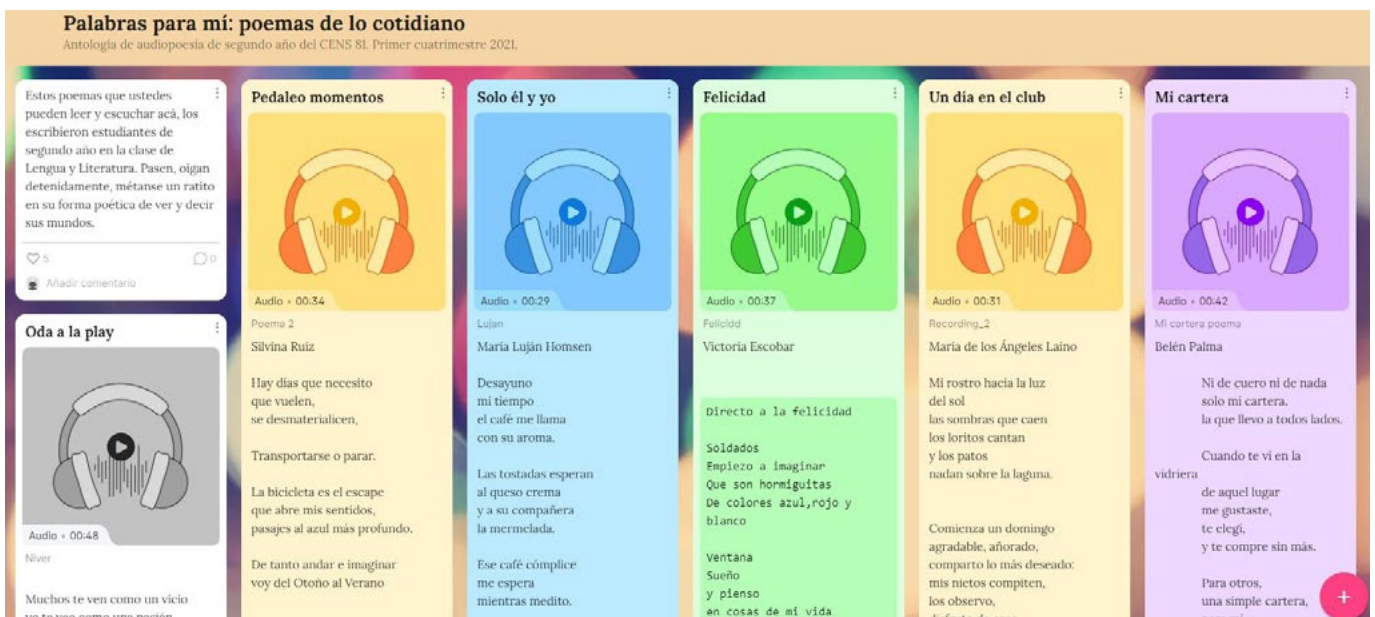 Palabras para mí: poemas de lo cotidiano
Antología de audiopoesía de segundo año del CENS 81. Primer cuatrimestre 2021.
Estos poemas que ustedes
pueden leer y escuchar acá, los
escribieron estudiantes de
segundo año en la clase de
Lengua y Literatura. Pasen, oigan
detenidamente, métanse un ratito
en su forma poética de ver y decir
sus mundos.
5
0
Añadir comentario
Oda a la play
Audio • 00:48
Niver
Muchos te ven como un vicio
yo te veo como una pasión
Pedaleo momentos
Audio • 00:34
Poema 2
Silvina Ruiz
Hay días que necesito
que vuelen,
se desmaterialicen,
Transportarse o parar.
La bicicleta es el escape
que abre mis sentidos,
pasajes al azul más profundo.
De tanto andar e imaginar
voy del Otoño al Verano
Solo él y yo
Audio • 00:29
Lujan
María Luján Homsen
Desayuno
mi tiempo
el café me llama
con su aroma.
Las tostadas esperan
al queso crema
y a su compañera
la mermelada.
Ese café cómplice
me espera
mientras medito.
Felicidad
Audio • 00:37
Felicidd
Victoria Escobar
Directo a la felicidad
Soldados
Empiezo a imaginar
Que son hormiguitas
De colores azul,rojo y
blanco
Ventana
Sueño
y pienso
en cosas de mi vida
Un día en el club
Audio • 00:31
Recording_2
María de los Ángeles Laino
Mi rostro hacia la luz
del sol
las sombras que caen
los loritos cantan
y los patos
nadan sobre la laguna.
Comienza un domingo
agradable, añorado,
comparto lo más deseado:
mis nietos compiten,
los observo,
Mi cartera
Audio • 00:42
Mi cartera poema
Belén Palma
Ni de cuero ni de nada
solo mi cartera.
la que llevo a todos lados.
Cuando te vi en la
vidriera
de aquel lugar
me gustaste,
te elegí,
y te compre sin más.
Para otros,
una simple cartera,